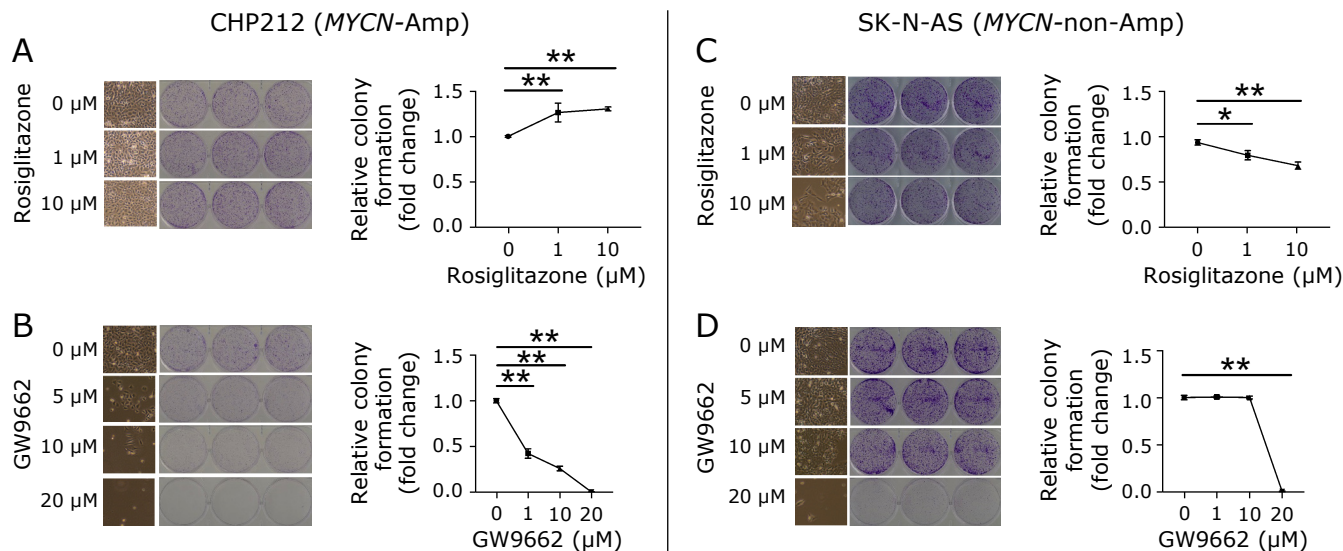 CHP212 (MYCN-Amp)
SK-N-AS (MYCN-non-Amp)
A
Rosiglitazone
0 µM
1 µM
10 µM
Relative colony
formation
(fold change)
1.5
1.0
0.5
0.0
**
**
0 1 10
Rosiglitazone (µM)
B
GW9662
0 µM
5 µM
10 µM
20 µM
Relative colony
formation
(fold change)
1.5
1.0
0.5
0.0
**
**
**
0 1 10 20
GW9662 (µM)
C
Rosiglitazone
0 µM
1 µM
10 µM
Relative colony
formation
(fold change)
1.5
1.0
0.5
0.0
**
*
0 1 10
Rosiglitazone (µM)
D
GW9662
0 µM
5 µM
10 µM
20 µM
Relative colony
formation
(fold change)
1.5
1.0
0.5
0.0
**
0 1 10 20
GW9662 (µM)